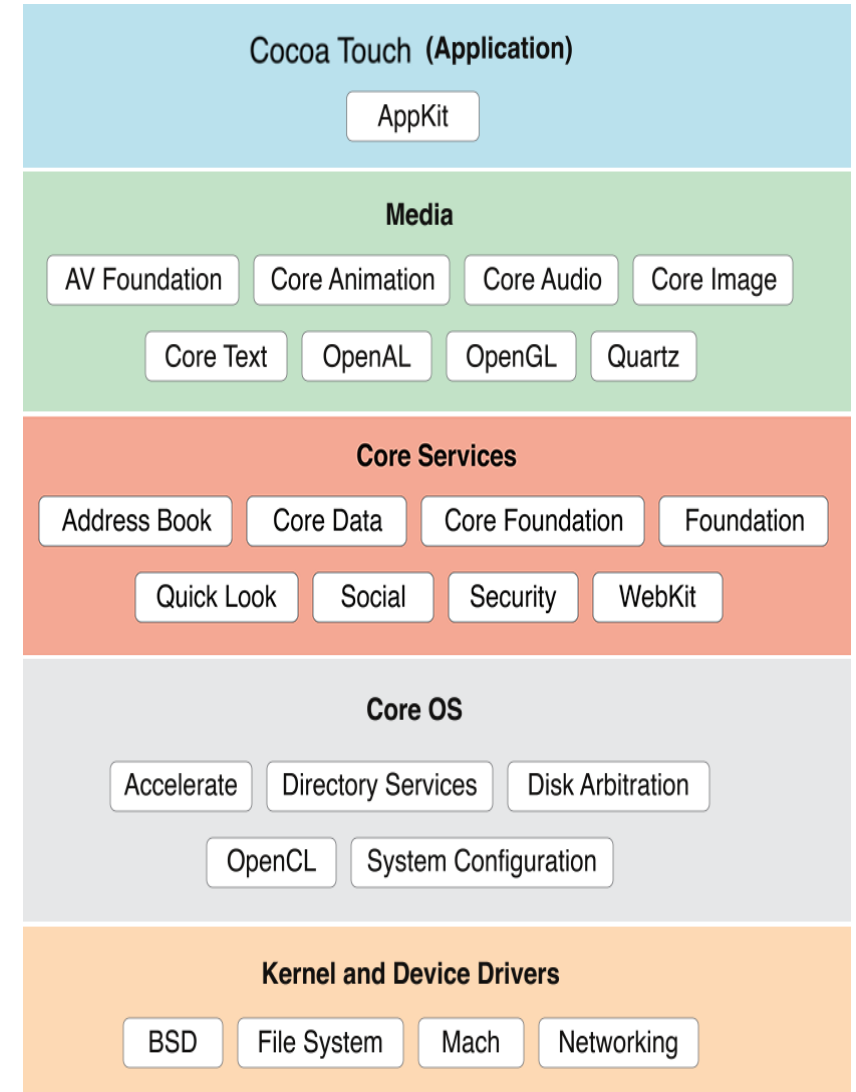 Cocoa Touch (Application)
AppKit
Media
AV Foundation Core Animation Core Audio Core Image
Core Text OpenAL OpenGL Quartz
Core Services
Address Book Core Data Core Foundation Foundation
Quick Look Social Security WebKit
Core OS
Accelerate Directory Services Disk Arbitration
OpenCL System Configuration
Kernel and Device Drivers
BSD File System Mach Networking